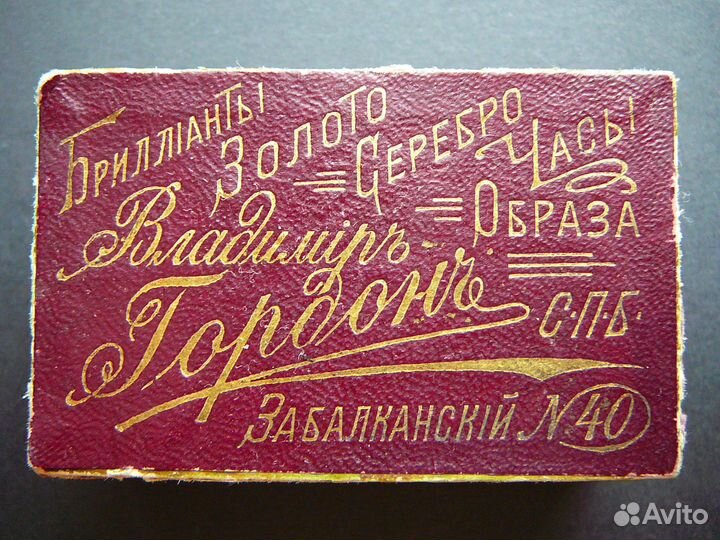 Брилліанты Золото Серебро Часы
Образа
Владиміръ
Гордонъ
С.П.Б.
Забалканскій № 40
Avito